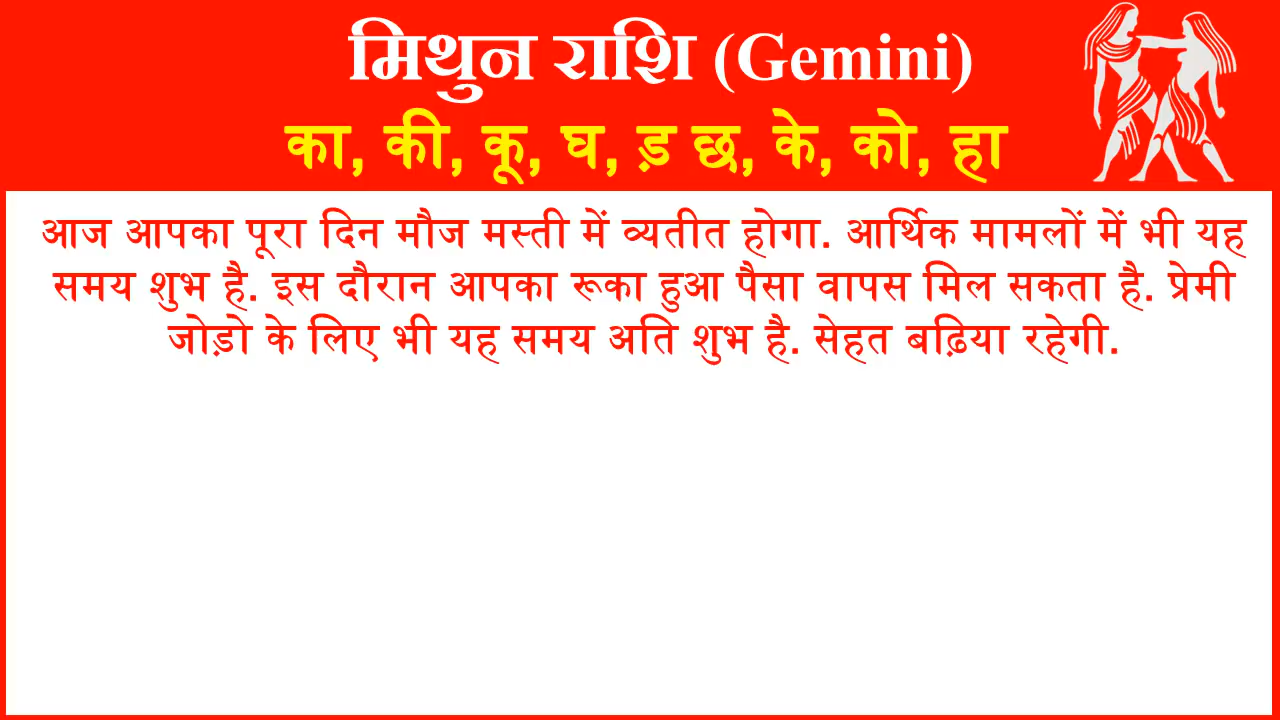 मिथुन राशि (Gemini)
का, की, कू, घ, ड़ छ, के, को, हा
आज आपका पूरा दिन मौज मस्ती में व्यतीत होगा. आर्थिक मामलों में भी यह
समय शुभ है. इस दौरान आपका रूका हुआ पैसा वापस मिल सकता है. प्रेमी
जोड़ो के लिए भी यह समय अति शुभ है. सेहत बढ़िया रहेगी.